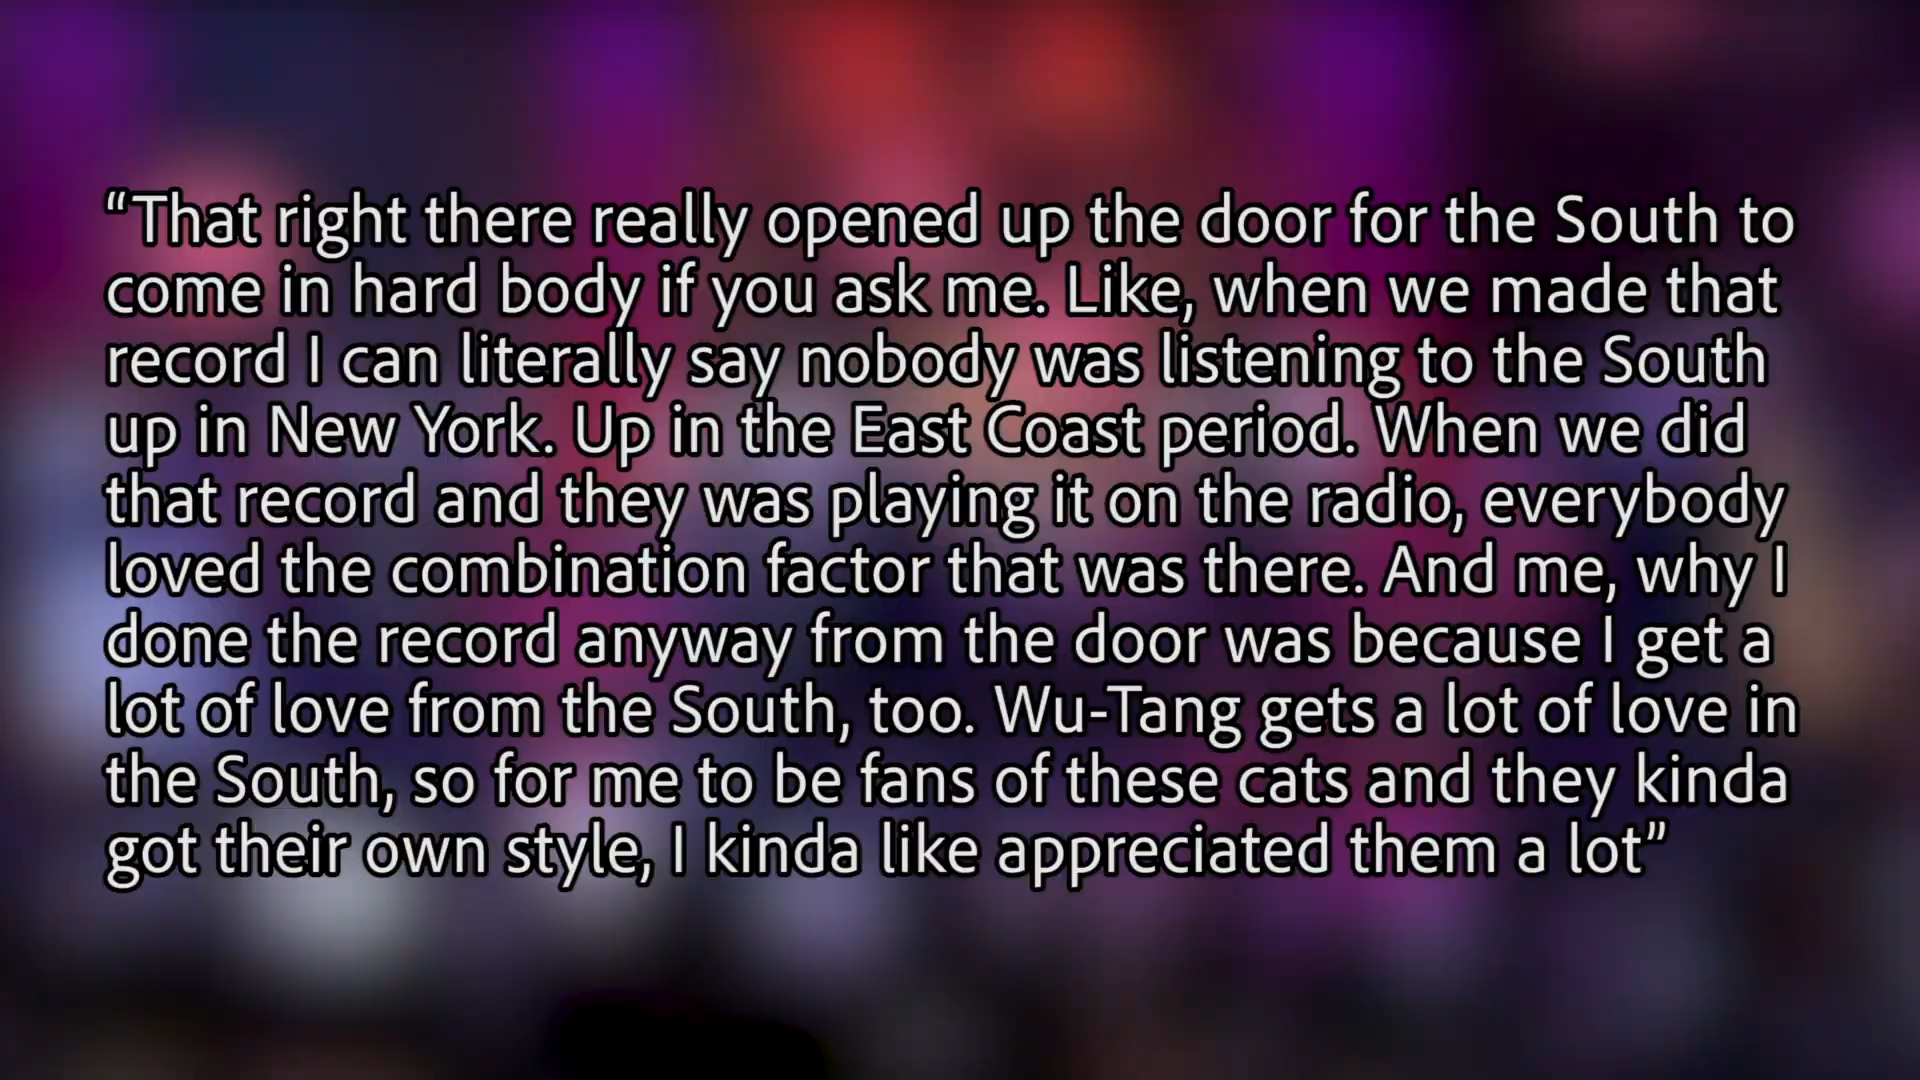 “That right there really opened up the door for the South to
come in hard body if you ask me. Like, when we made that
record I can literally say nobody was listening to the South
up in New York. Up in the East Coast period. When we did
that record and they was playing it on the radio, everybody
loved the combination factor that was there. And me, why I
done the record anyway from the door was because I get a
lot of love from the South, too. Wu-Tang gets a lot of love in
the South, so for me to be fans of these cats and they kinda
got their own style, I kinda like appreciated them a lot”